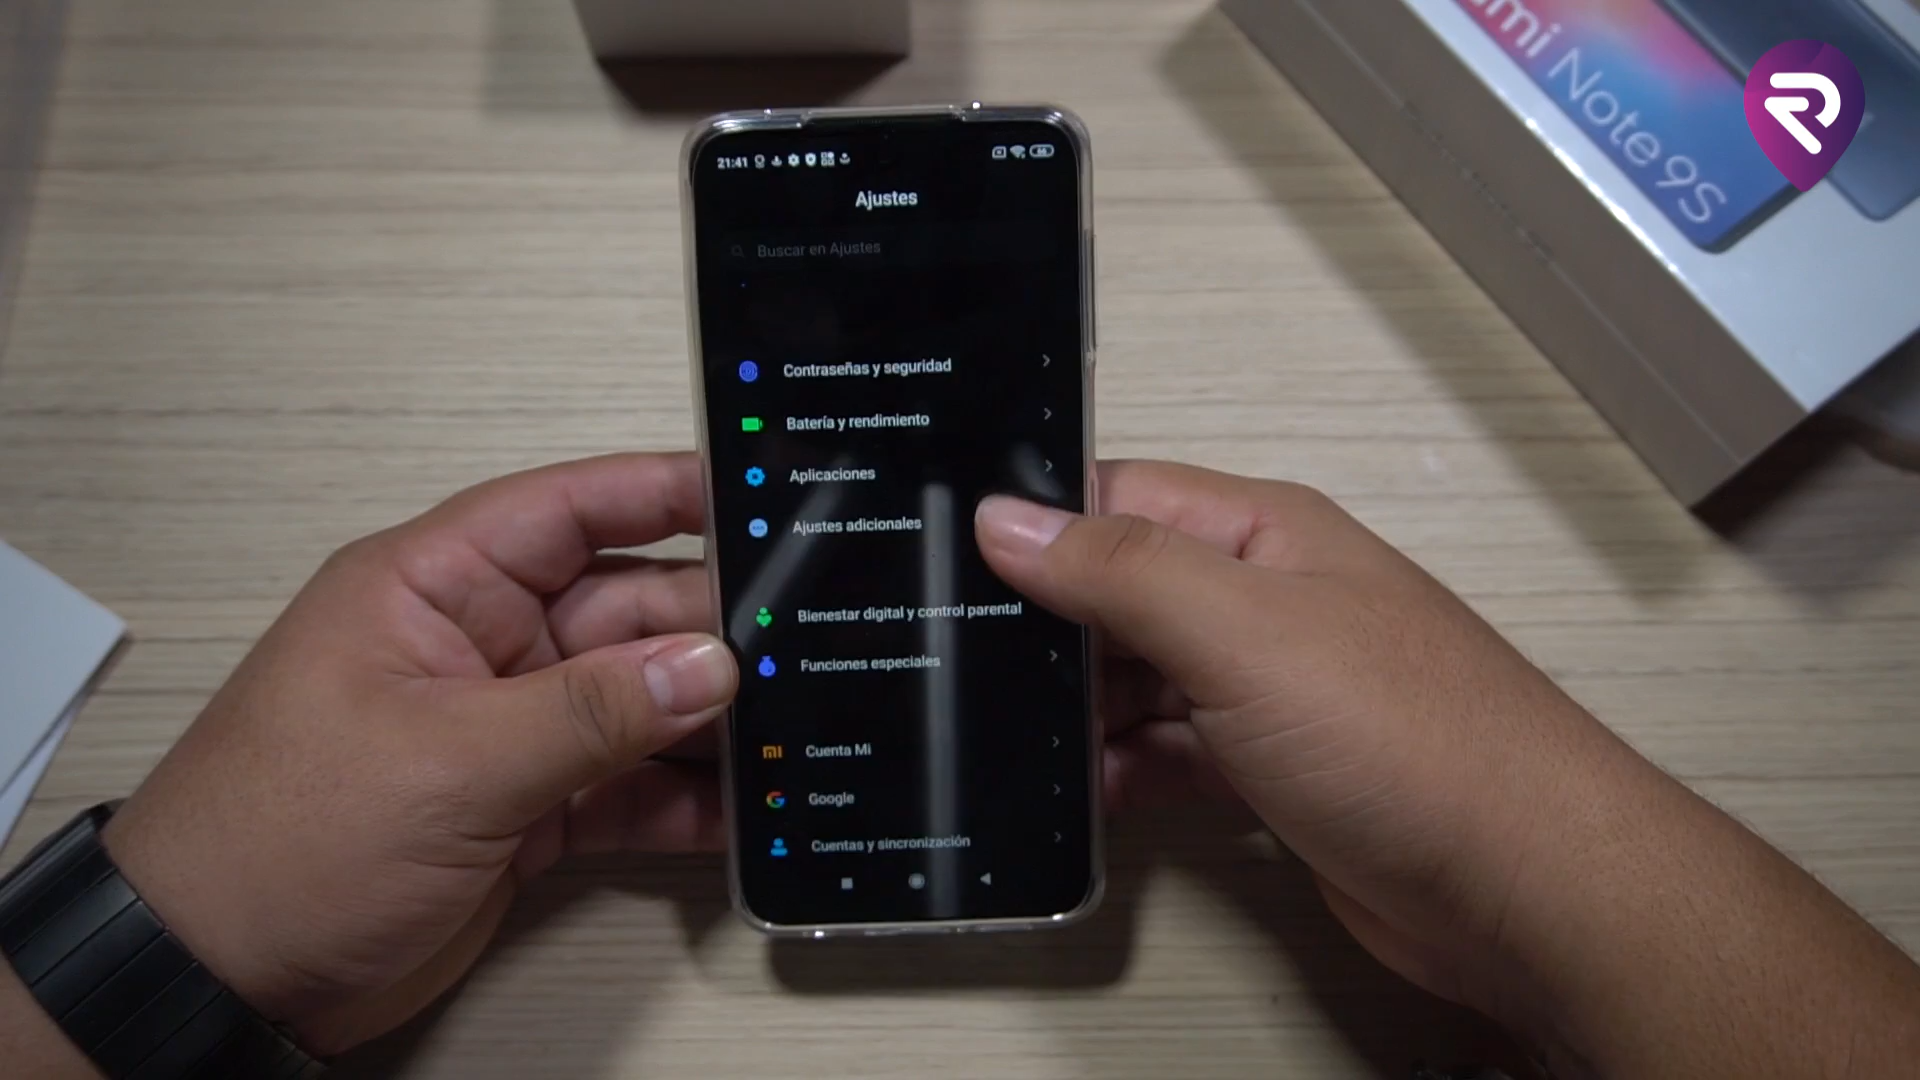 mi Note 9S
21:41
Ajustes
Buscar en Ajustes
Contraseñas y seguridad
Batería y rendimiento
Aplicaciones
Ajustes adicionales
Bienestar digital y control parental
Funciones especiales
Cuenta Mi
Google
Cuentas y sincronización